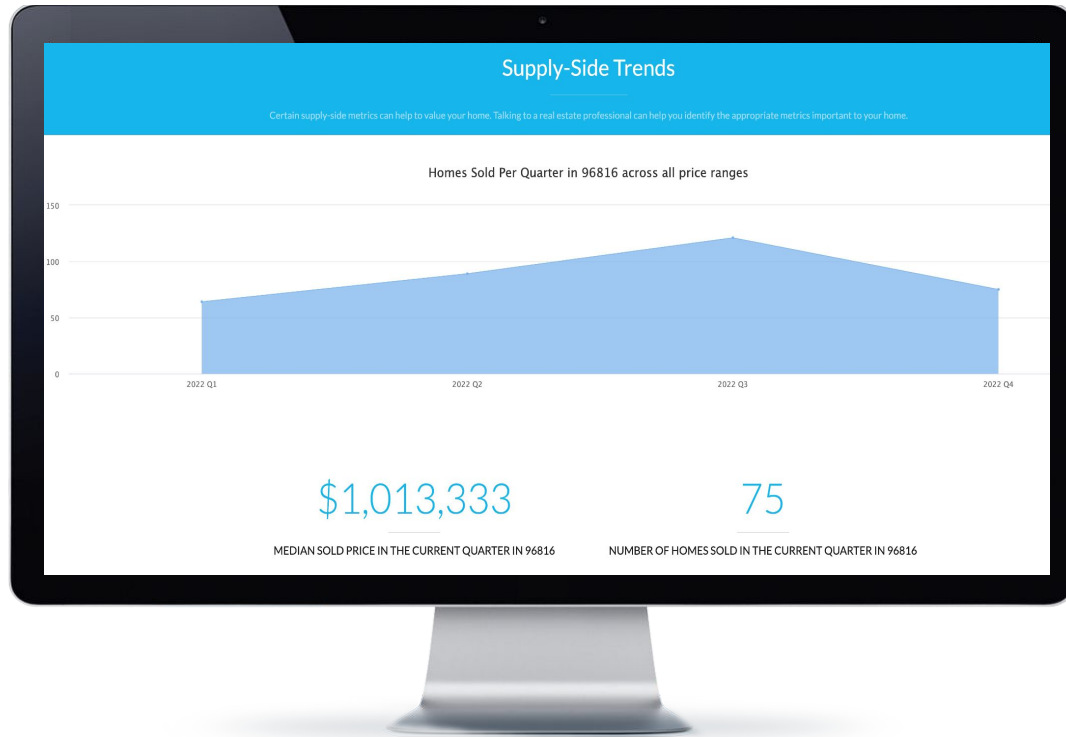 Supply-Side Trends
Certain supply-side metrics can help to value your home. Talking to a real estate professional can help you identify the appropriate metrics important to your home.
Homes Sold Per Quarter in 96816 across all price ranges
150
100
50
0
2022 Q1
2022 Q2
2022 Q3
2022 Q4
$1,013,333
75
MEDIAN SOLD PRICE IN THE CURRENT QUARTER IN 96816
NUMBER OF HOMES SOLD IN THE CURRENT QUARTER IN 96816